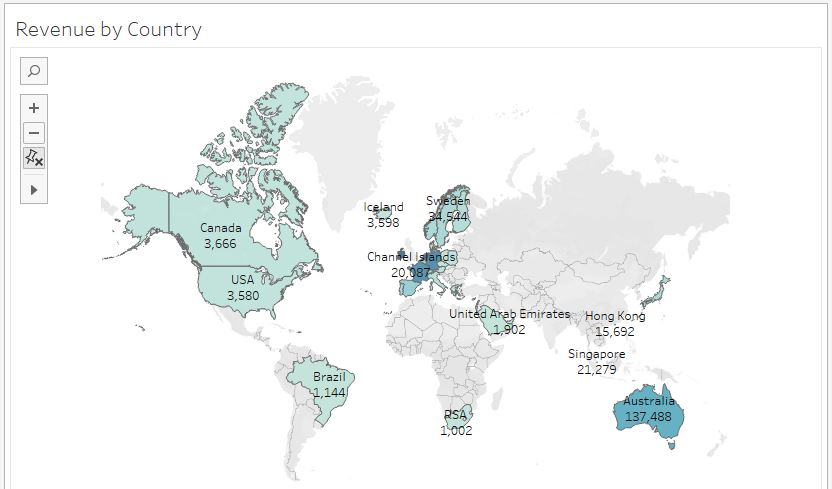 Revenue by Country
Iceland
3,598
Sweden
34,544
Canada
3,666
Channel Islands
20,087
USA
3,580
United Arab Emirates
1,902
Hong Kong
15,692
Singapore
21,279
Brazil
1,144
Australia
137,488
RSA
1,002